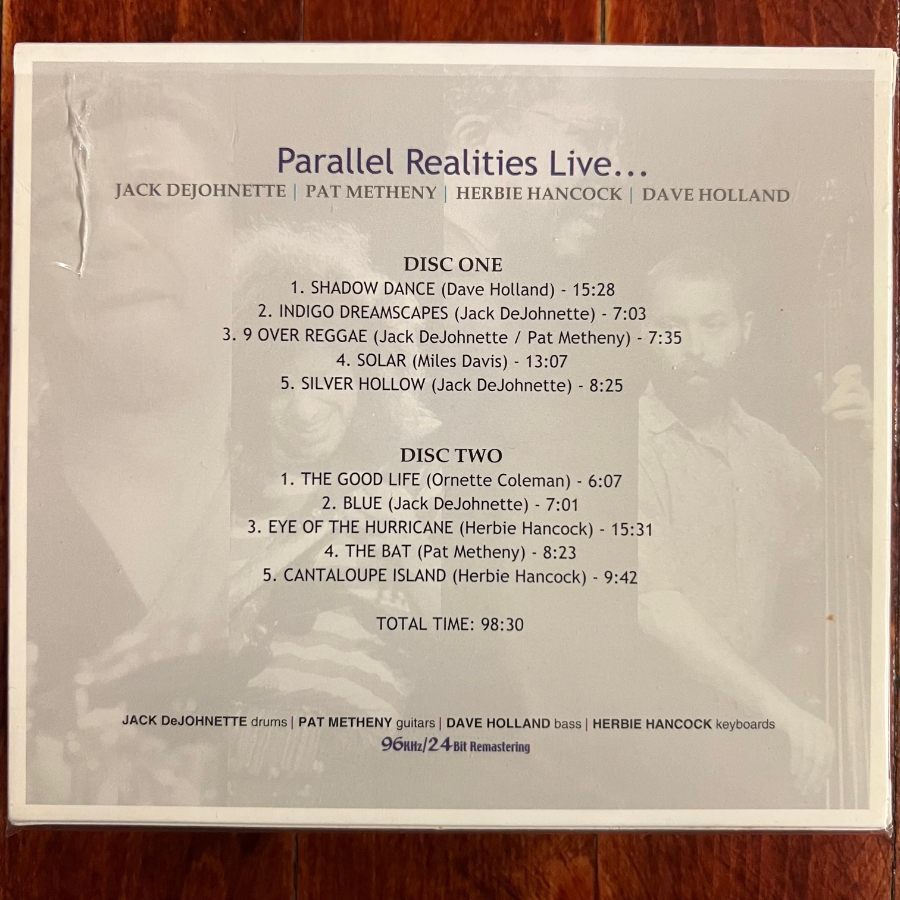 Parallel Realities Live...
JACK DEJOHNETTE | PAT METHENY | HERBIE HANCOCK | DAVE HOLLAND
DISC ONE
1. SHADOW DANCE (Dave Holland) - 15:28
2. INDIGO DREAMSCAPES (Jack DeJohnette) - 7:03
3. 9 OVER REGGAE (Jack DeJohnette / Pat Metheny) - 7:35
4. SOLAR (Miles Davis) - 13:07
5. SILVER HOLLOW (Jack DeJohnette) - 8:25
DISC TWO
1. THE GOOD LIFE (Ornette Coleman) - 6:07
2. BLUE (Jack DeJohnette) - 7:01
3. EYE OF THE HURRICANE (Herbie Hancock) - 15:31
4. THE BAT (Pat Metheny) - 8:23
5. CANTALOUPE ISLAND (Herbie Hancock) - 9:42
TOTAL TIME: 98:30
JACK DeJOHNETTE drums | PAT METHENY guitars | DAVE HOLLAND bass | HERBIE HANCOCK keyboards
96KHz/24 Bit Remastering